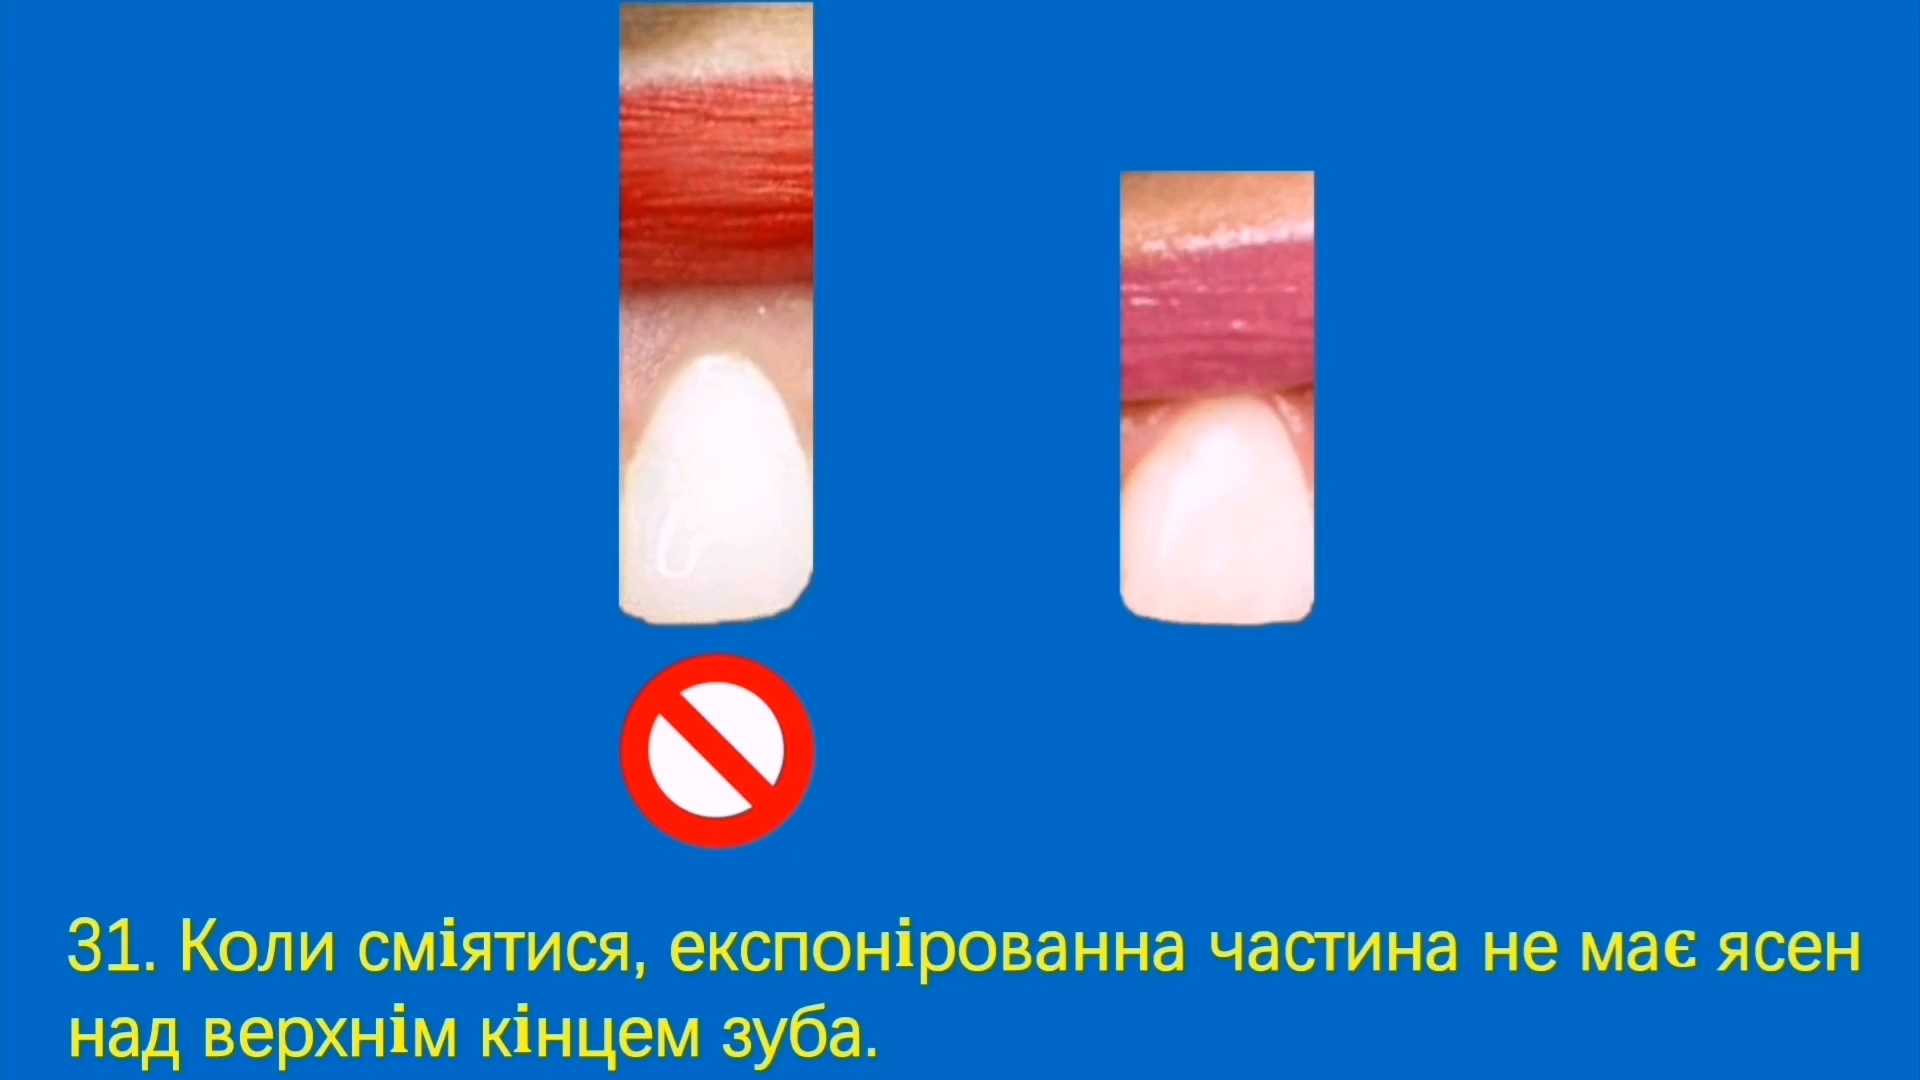 31. Коли сміятися, експонірованна частина не має ясен
над верхнім кінцем зуба.